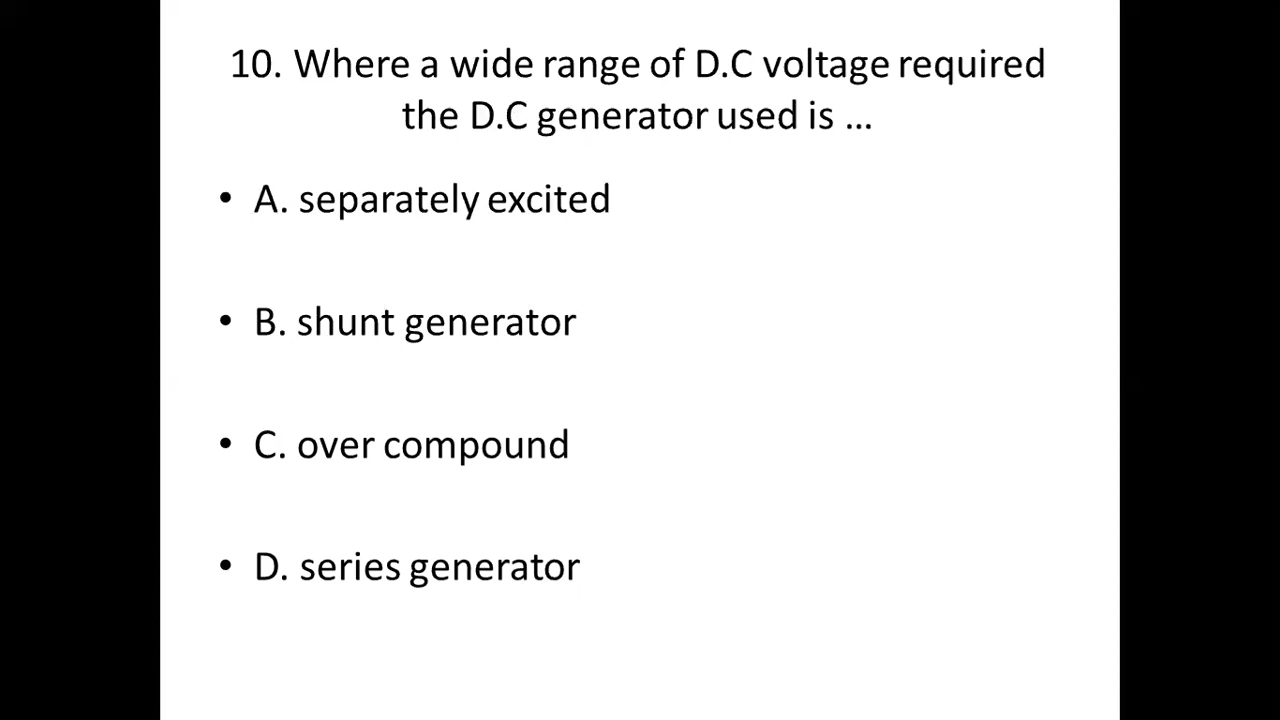 10. Where a wide range of D.C voltage required
the D.C generator used is ...
• A. separately excited
• B. shunt generator
• C. over compound
• D. series generator